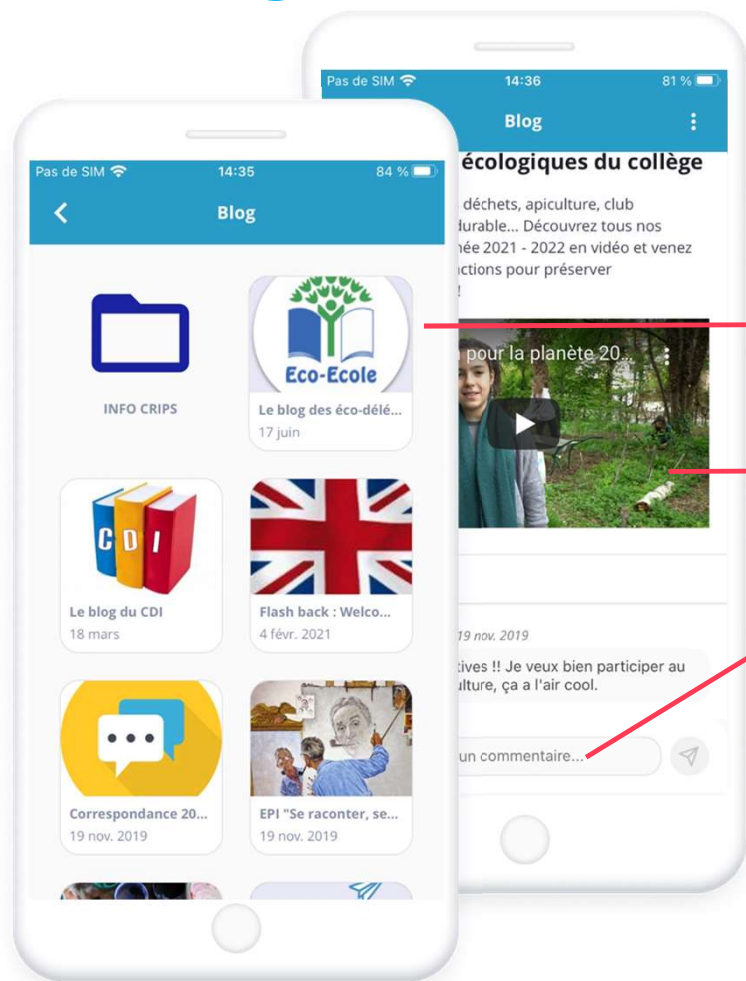 Pas de SIM
14:35
84 %
Blog
INFO CRIPS
Eco-Ecole
Le blog des éco-délé...
17 juin
CDI
Le blog du CDI
18 mars
Flash back : Welco...
4 févr. 2021
Correspondance 20...
19 nov. 2019
EPI "Se raconter, se...
19 nov. 2019
Pas de SIM
14:36
81 %
Blog
écologiques du collège
déchets, apiculture, club
durable... Découvrez tous nos
2021 - 2022 en vidéo et venez
pour préserver
!
pour la planète 20...
19 nov. 2019
!! Je veux bien participer au
ça a l'air cool.
un commentaire...